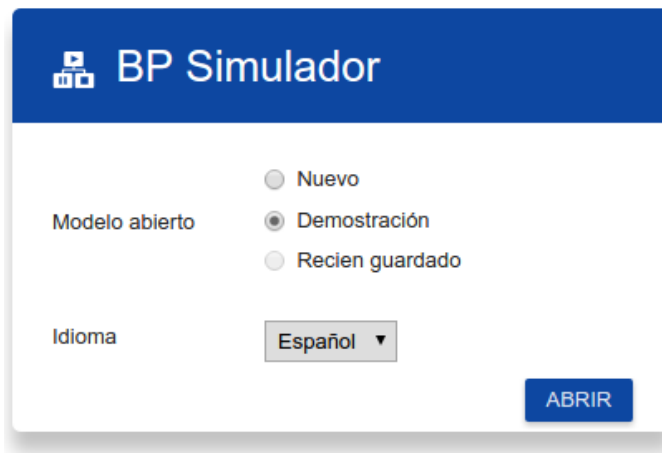 BP Simulador
Nuevo
Modelo abierto
Demostración
Recien guardado
Idioma
Español
ABRIR